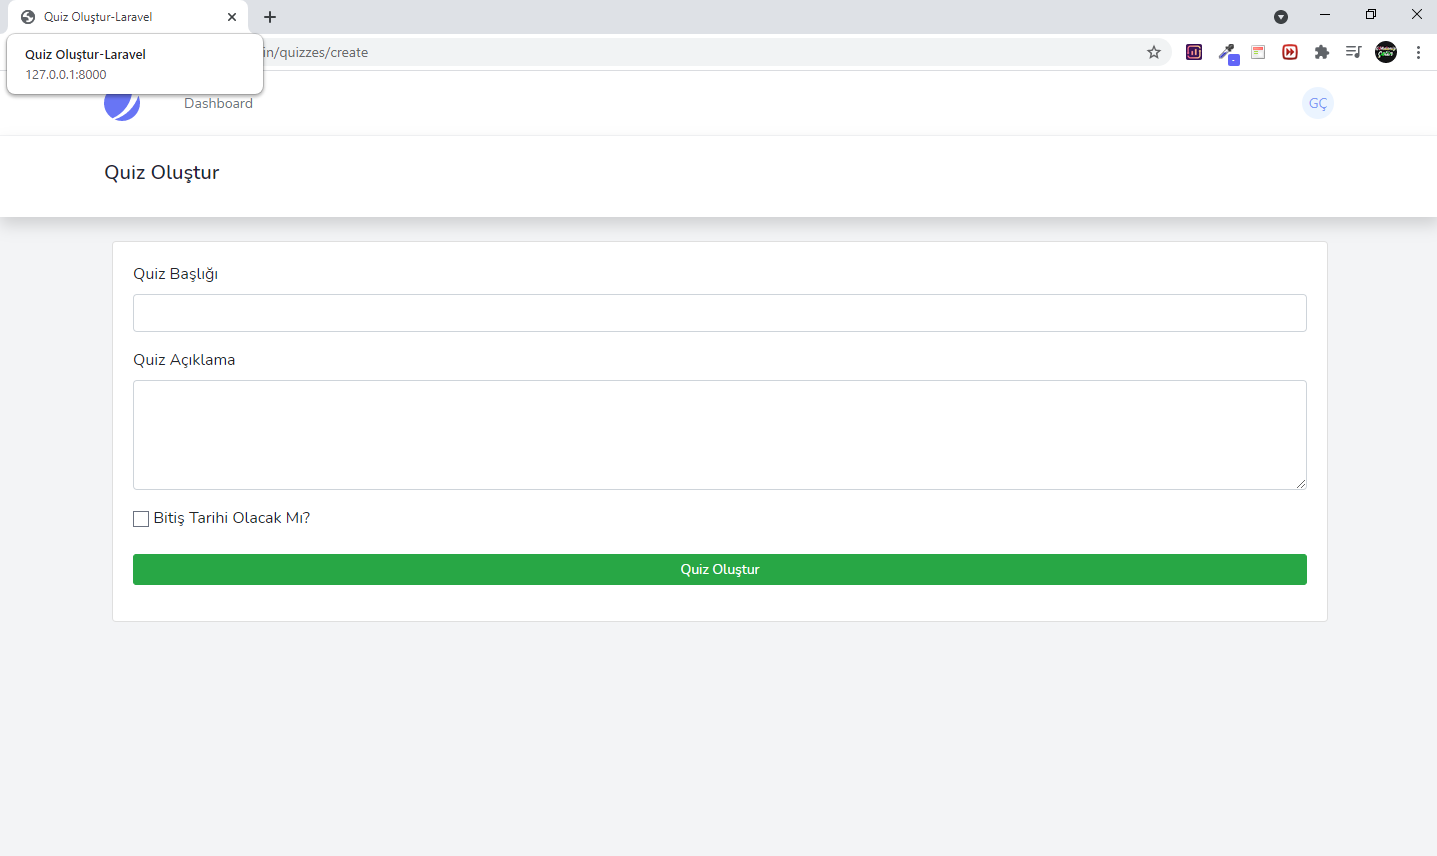 Quiz Oluştur-Laravel
Quiz Oluştur-Laravel
127.0.0.1:8000
in/quizzes/create
Dashboard
GÇ
Quiz Oluştur
Quiz Başlığı
Quiz Açıklama
Bitiş Tarihi Olacak Mı?
Quiz Oluştur